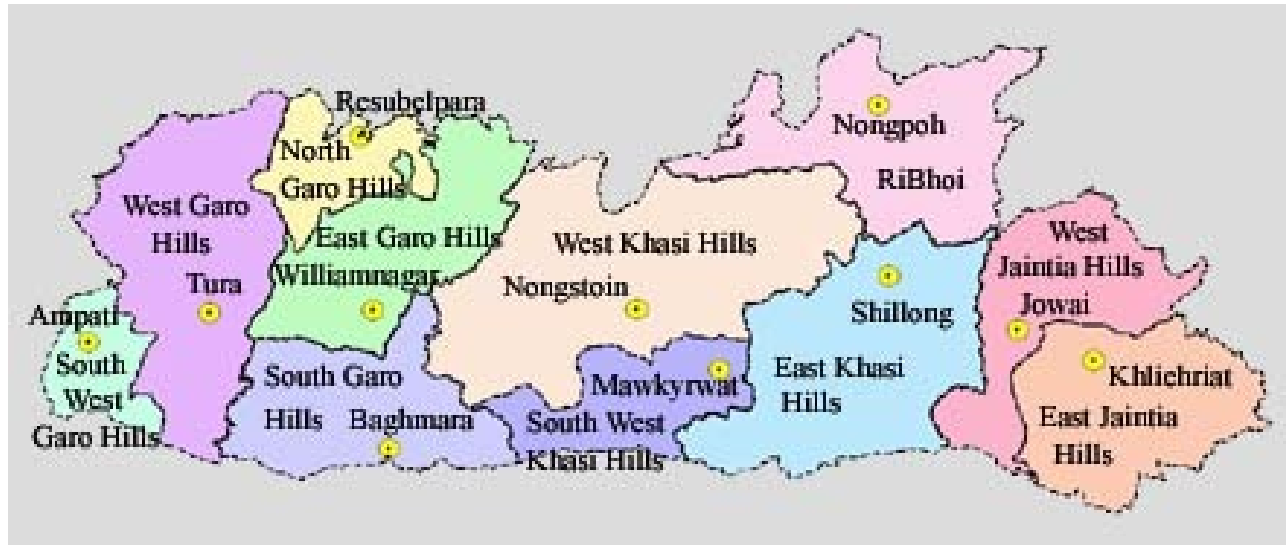 Resubelpara
North
Garo Hills
West Garo
Hills
Tura
East Garo Hills
Williamnagar
Ampati
South
West
Garo Hills
South Garo
Hills
Baghmara
West Khasi Hills
Nongstoin
Mawkyrwat
South West
Khasi Hills
Nongpoh
RiBhoi
Shillong
East Khasi
Hills
West
Jaintia Hills
Jowai
Khliehriat
East Jaintia
Hills